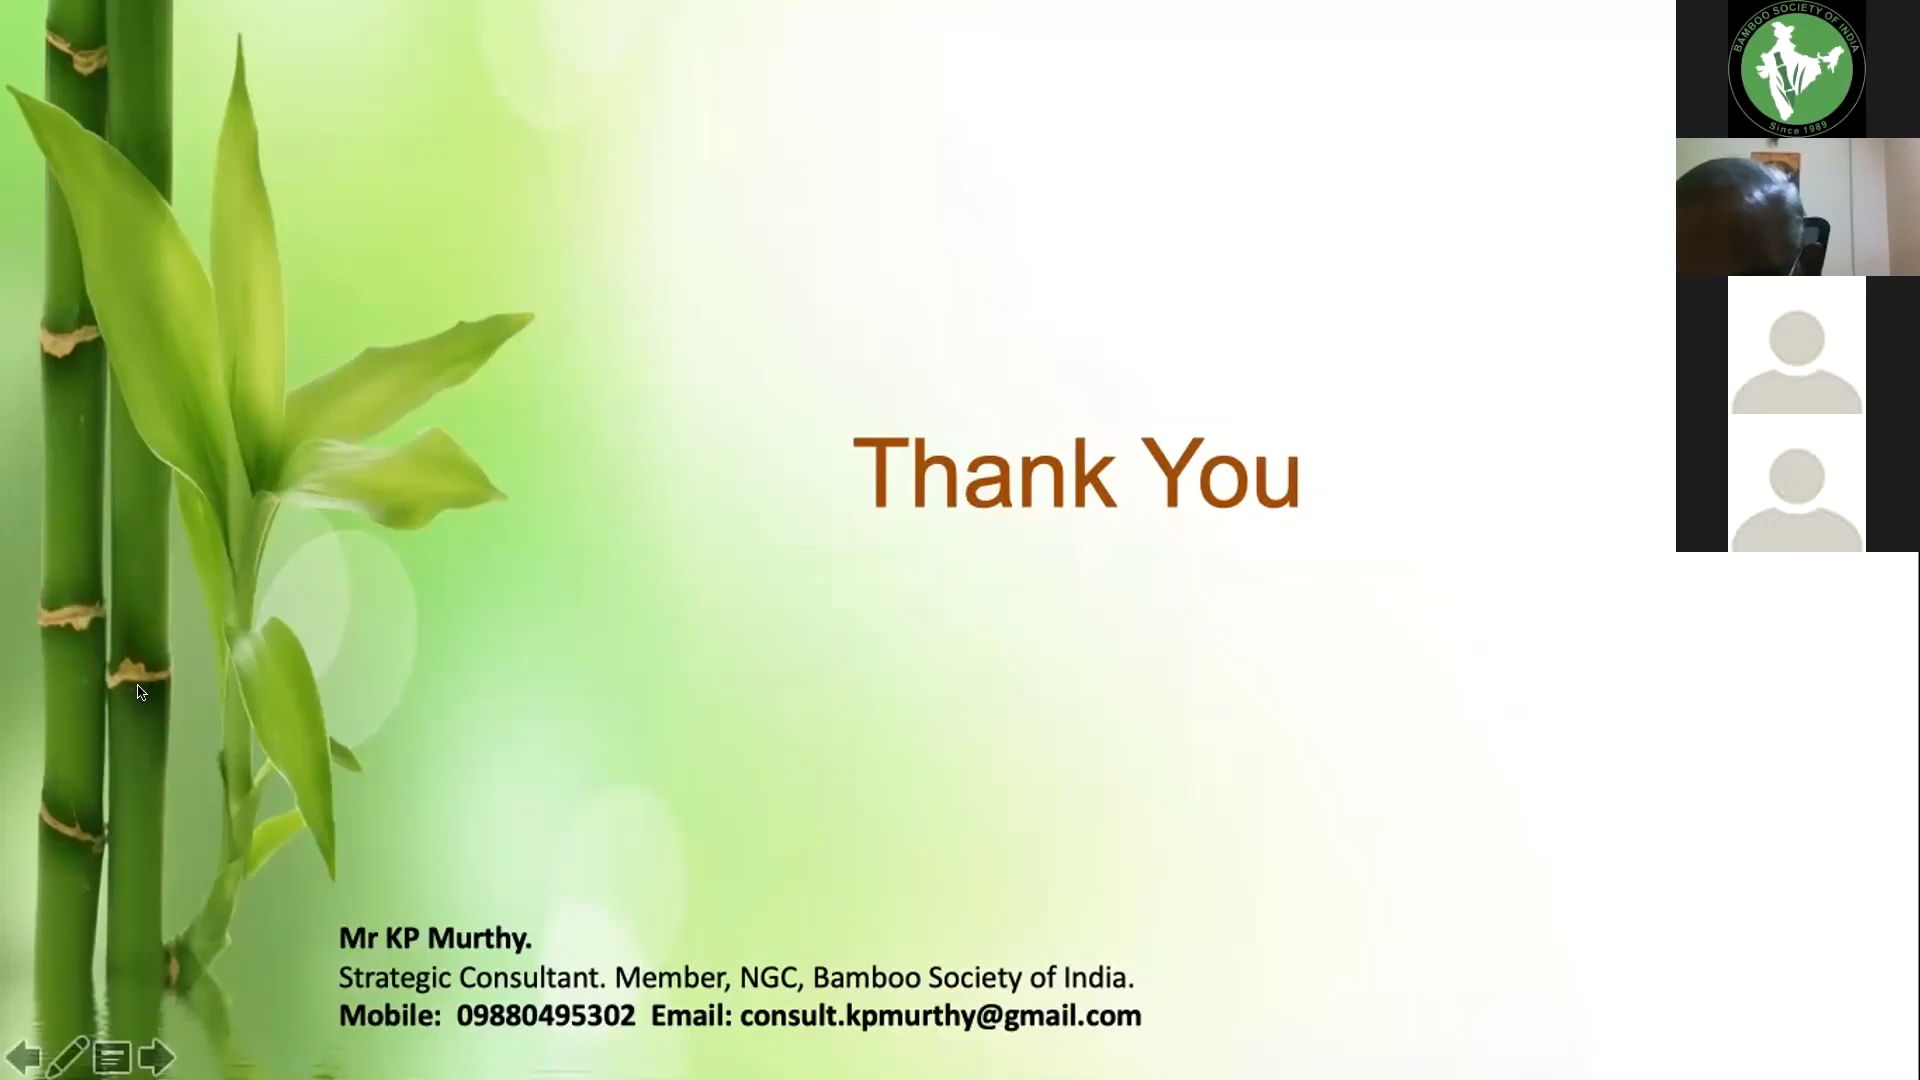 BAMBOO SOCIETY OF INDIA
Since 1989
Thank You
Mr KP Murthy.
Strategic Consultant. Member, NGC, Bamboo Society of India.
Mobile: 09880495302 Email: consult.kpmurthy@gmail.com